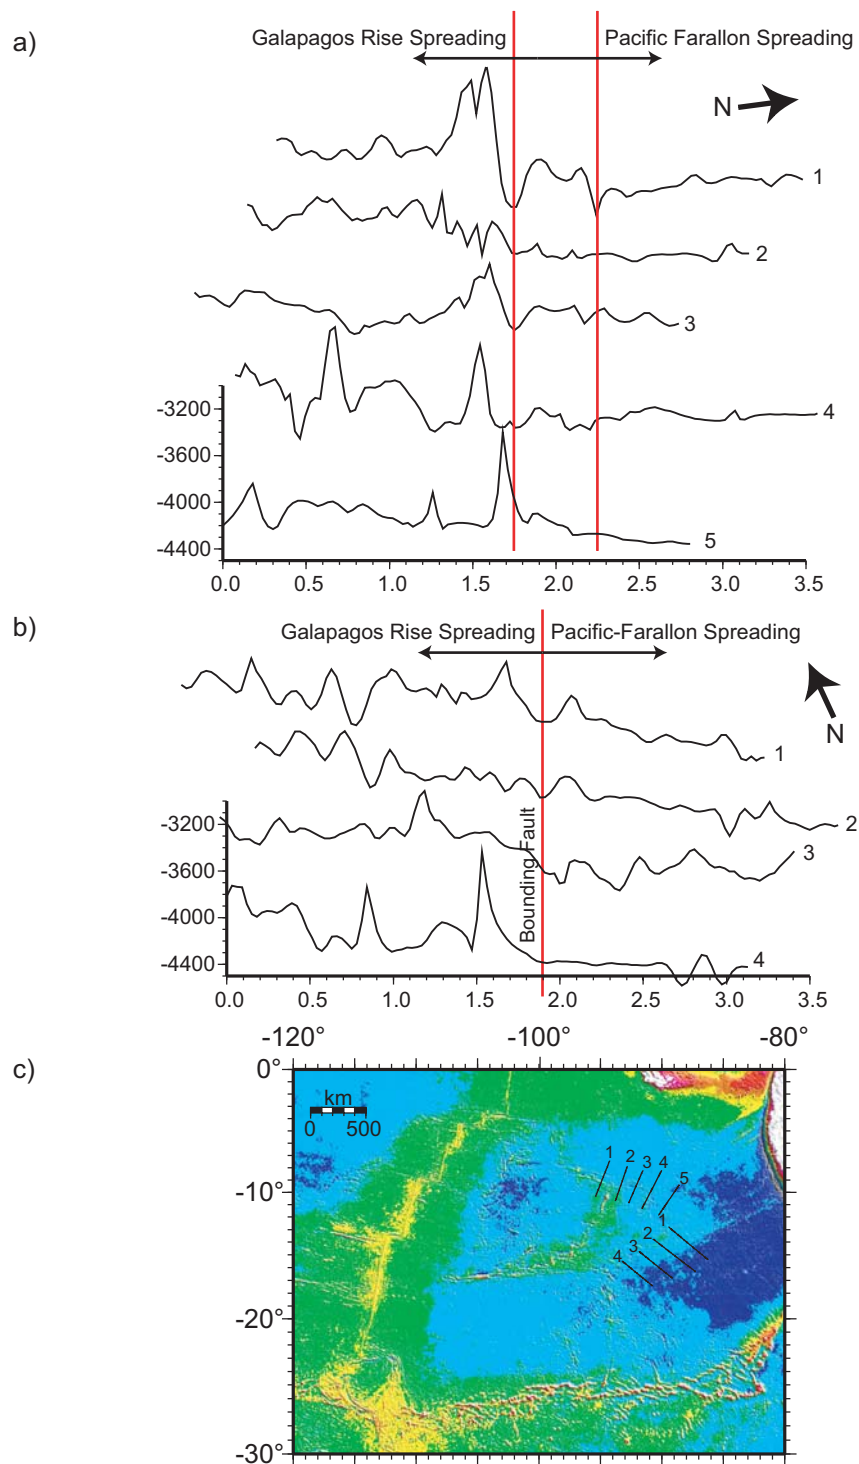 a)
Galapagos Rise Spreading
Pacific Farallon Spreading
N
1
2
3
4
5
-3200
-3600
-4000
-4400
0.0 0.5 1.0 1.5 2.0 2.5 3.0 3.5
b)
Galapagos Rise Spreading
Pacific-Farallon Spreading
N
Bounding Fault
1
2
3
4
-3200
-3600
-4000
-4400
0.0 0.5 1.0 1.5 2.0 2.5 3.0 3.5
c)
-120° -100° -80°
0°
-10°
-20°
-30°
km
0 500
1 2 3 4 5
1
2
3
4